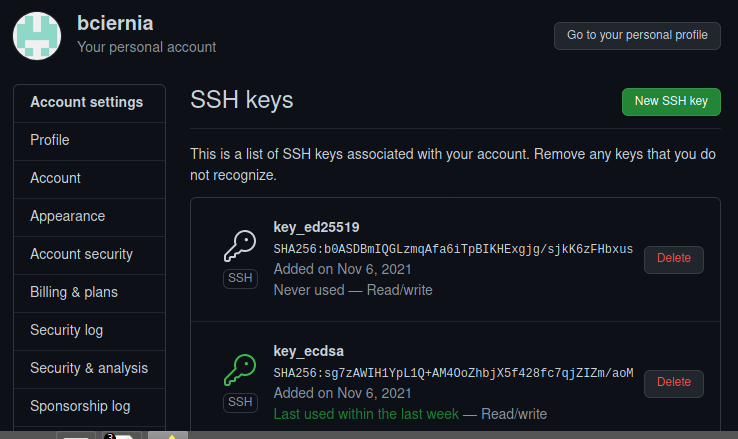 bciernia
Your personal account
Go to your personal profile
Account settings
Profile
Account
Appearance
Account security
Billing & plans
Security log
Security & analysis
Sponsorship log
SSH keys
New SSH key
This is a list of SSH keys associated with your account. Remove any keys that you do
not recognize.
key_ed25519
SHA256:b0ASDBmIQGLzmqAfa6iTpBIKHExgjg/sjkK6zFHbxus
Added on Nov 6, 2021
Never used — Read/write
SSH
Delete
key_ecdsa
SHA256:sg7zAWIH1YpL1Q+AM4OoZhbjX5f428fc7qjZIZm/aoM
Added on Nov 6, 2021
Last used within the last week — Read/write
SSH
Delete
3